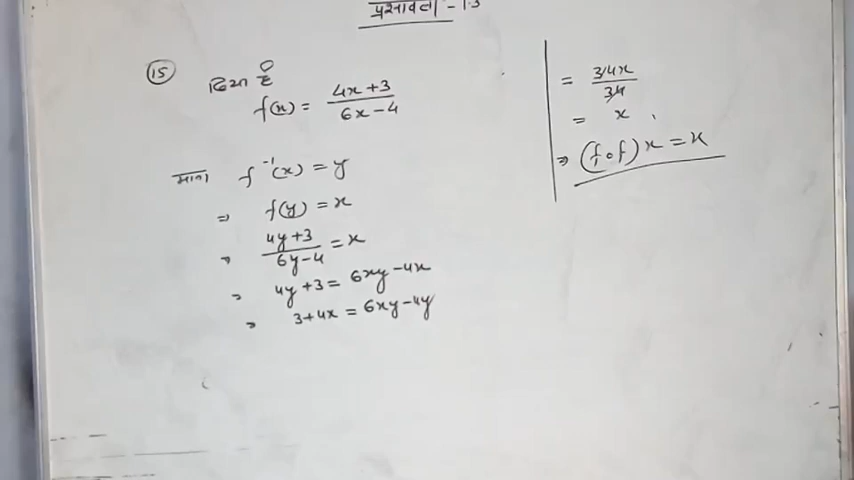 प्रश्नावली - 1.3
(15) दिया है
f(x) = (4x+3)/(6x-4)
माना f⁻¹(x) = y
⇒ f(y) = x
⇒ (4y+3)/(6y-4) = x
⇒ 4y+3 = 6xy-4x
⇒ 3+4x = 6xy-4y
= 34x/34
= x
⇒ (f∘f)x = x